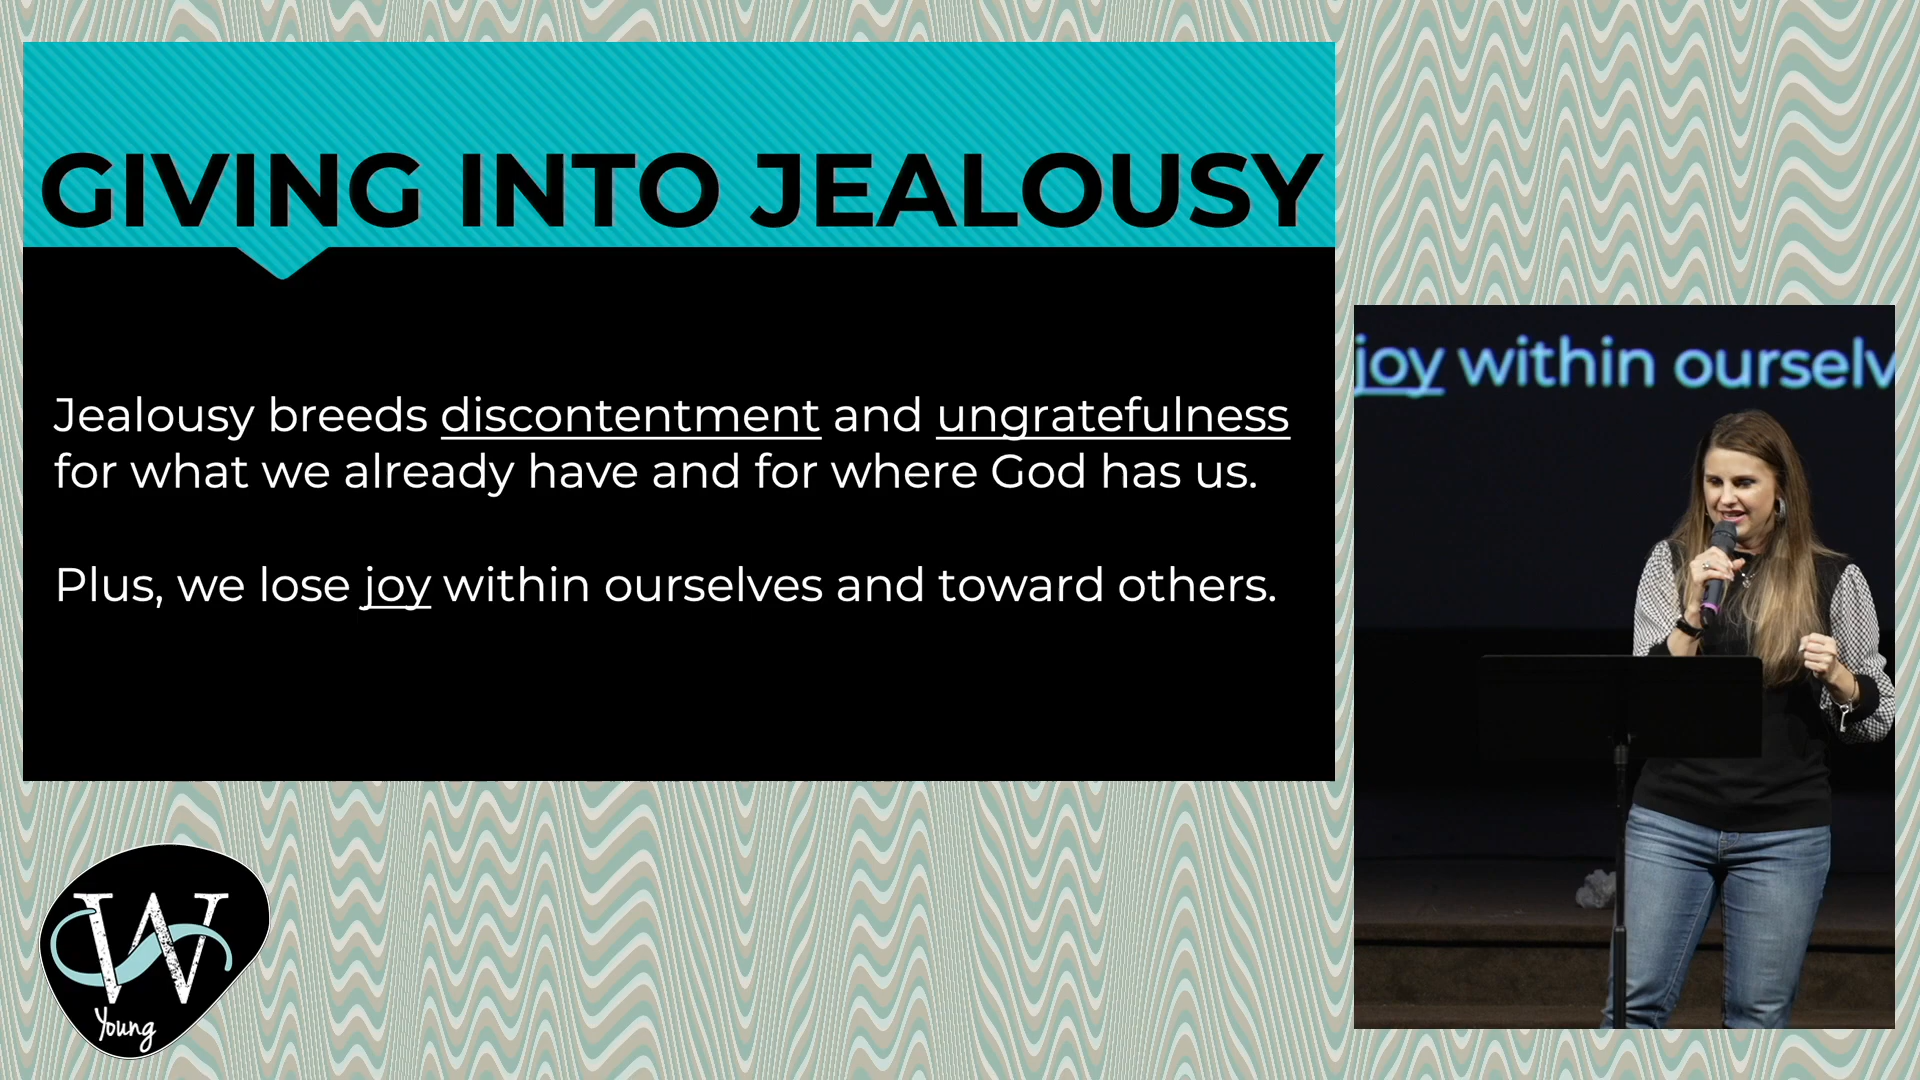 GIVING INTO JEALOUSY
Jealousy breeds discontentment and ungratefulness
for what we already have and for where God has us.
Plus, we lose joy within ourselves and toward others.
joy within ourselv
W
Young